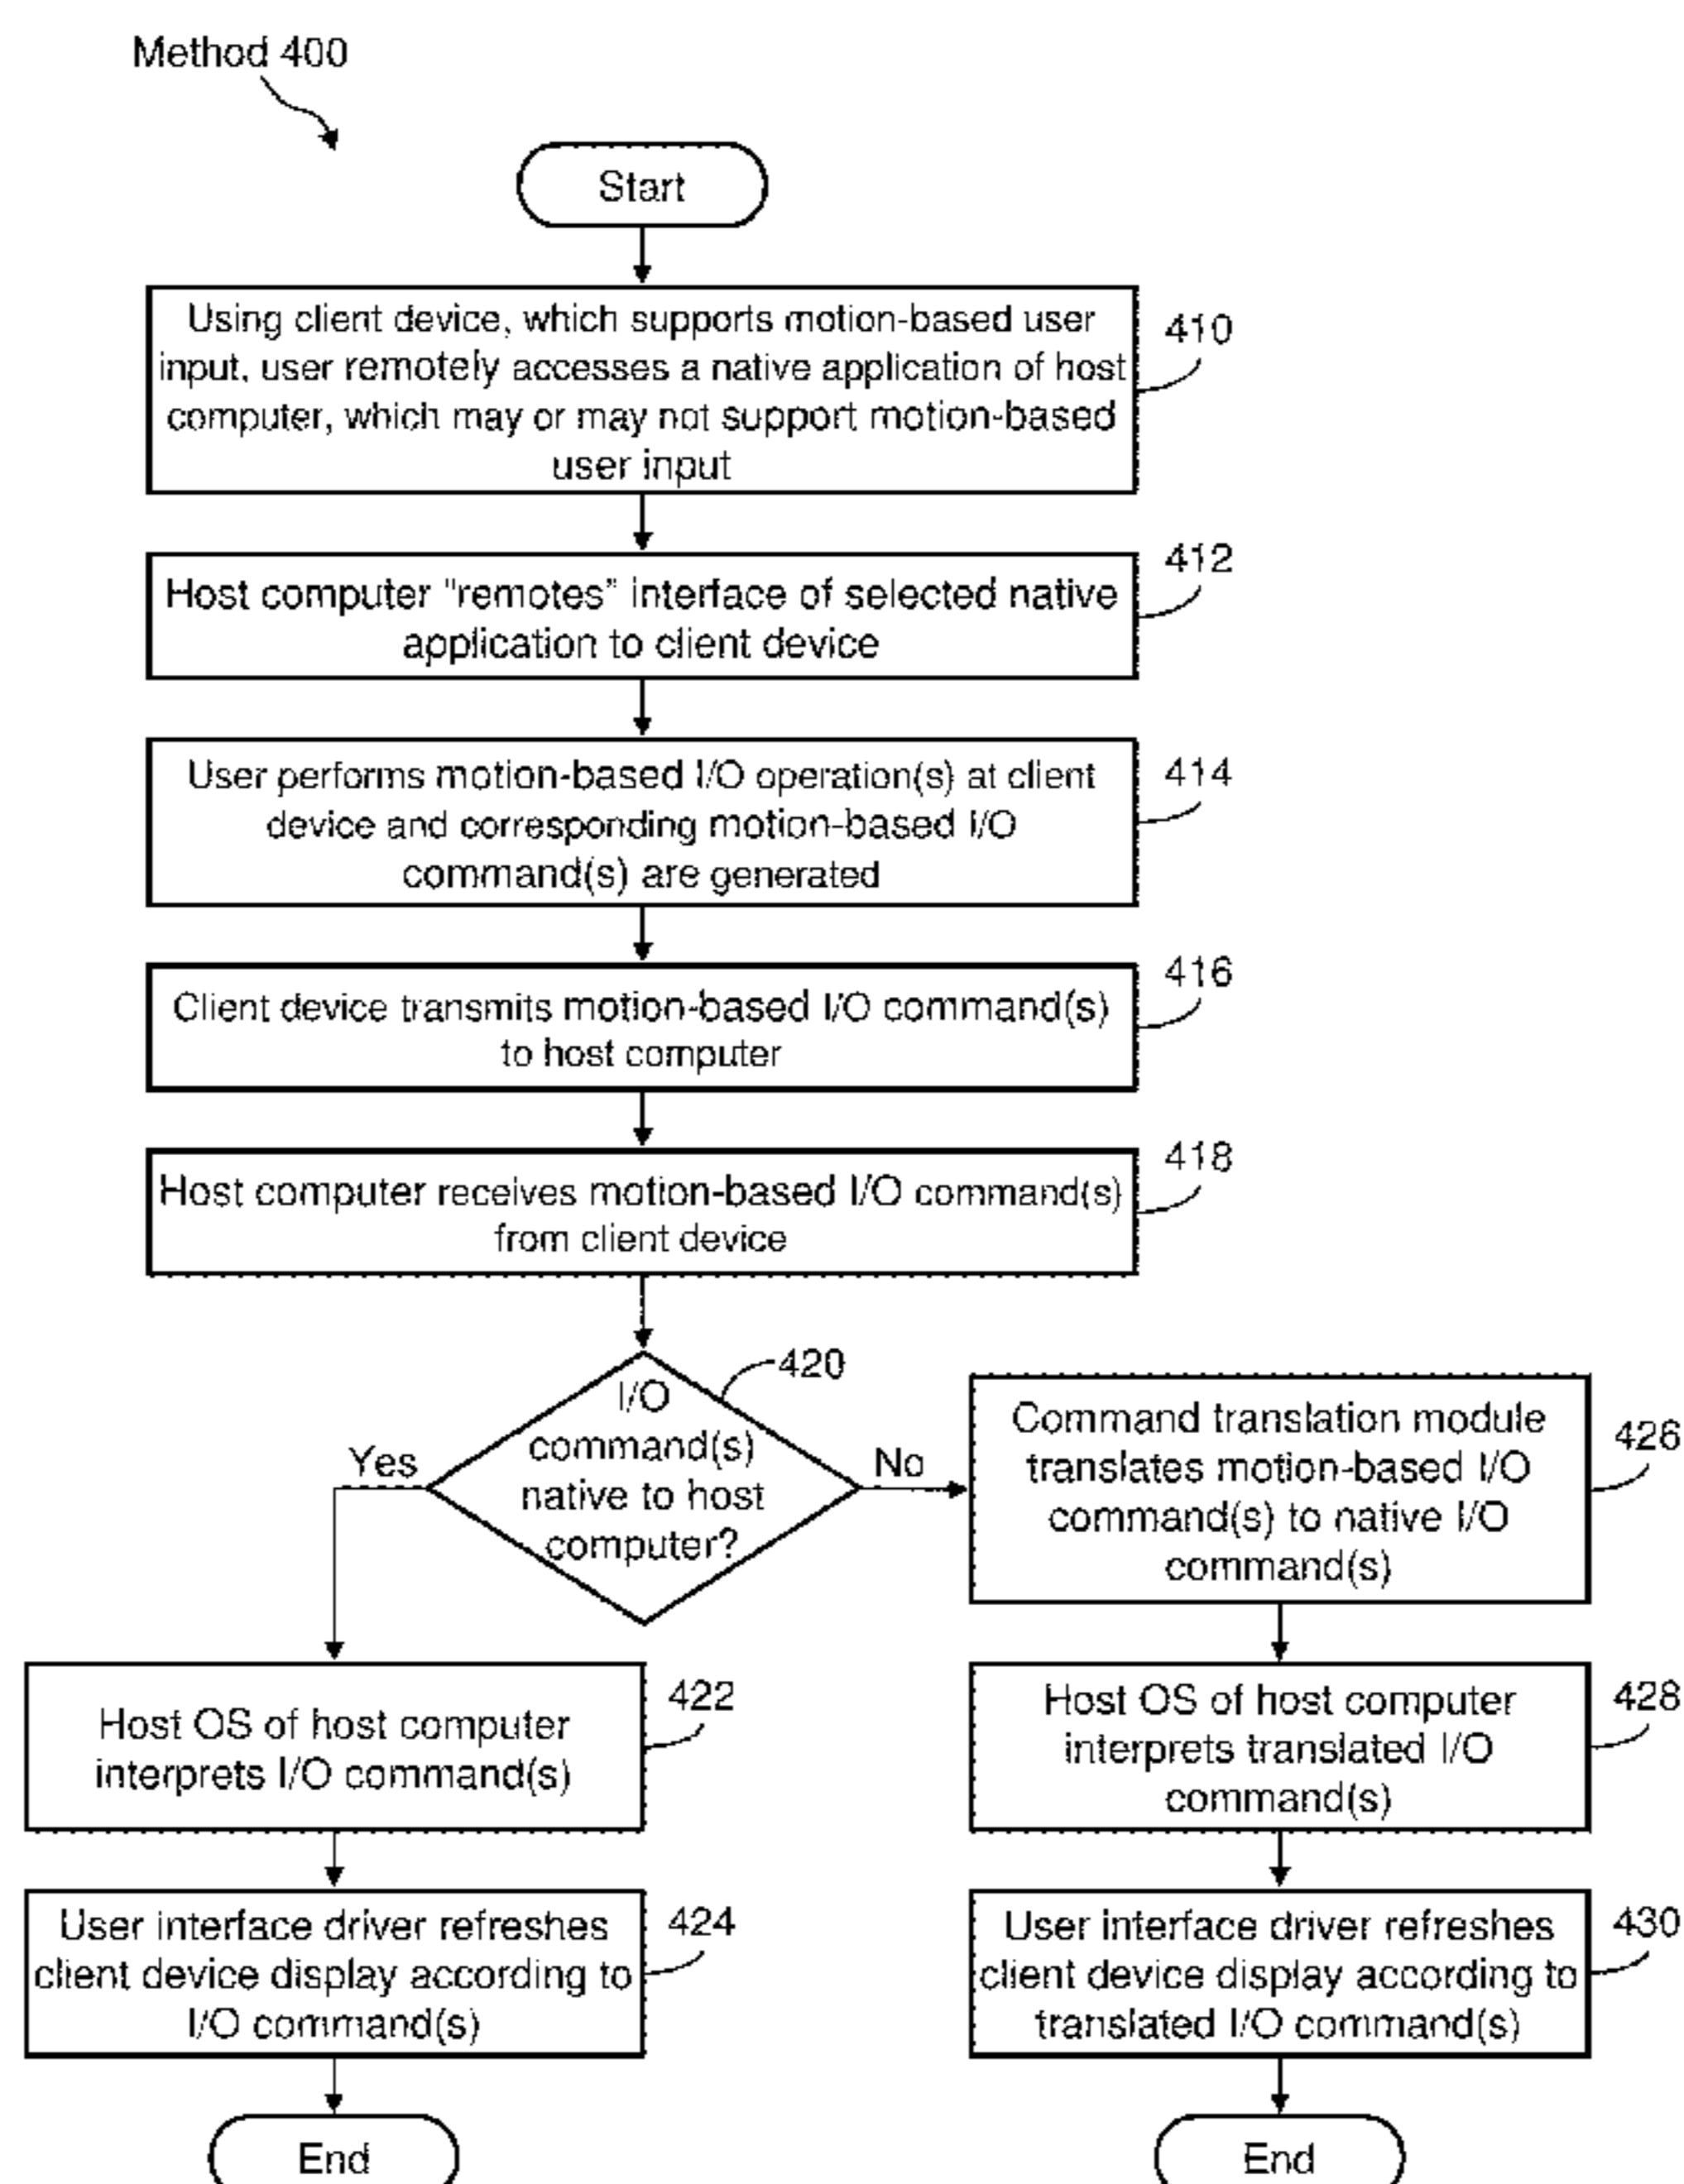 Method 400
Start
Using client device, which supports motion-based user
input, user remotely accesses a native application of host
computer, which may or may not support motion-based
user input
410
Host computer "remotes” interface of selected native
application to client device
412
User performs motion-based I/O operation(s) at client
device and corresponding motion-based I/O
command(s) are generated
414
Client device transmits motion-based I/O command(s)
to host computer
416
Host computer receives motion-based I/O command(s)
from client device
418
I/O
command(s)
native to host
computer?
420
Yes
No
Command translation module
translates motion-based I/O
command(s) to native I/O
command(s)
426
Host OS of host computer
interprets I/O command(s)
422
Host OS of host computer
interprets translated I/O
command(s)
428
User interface driver refreshes
client device display according to
I/O command(s)
424
User interface driver refreshes
client device display according to
translated I/O command(s)
430
End
End